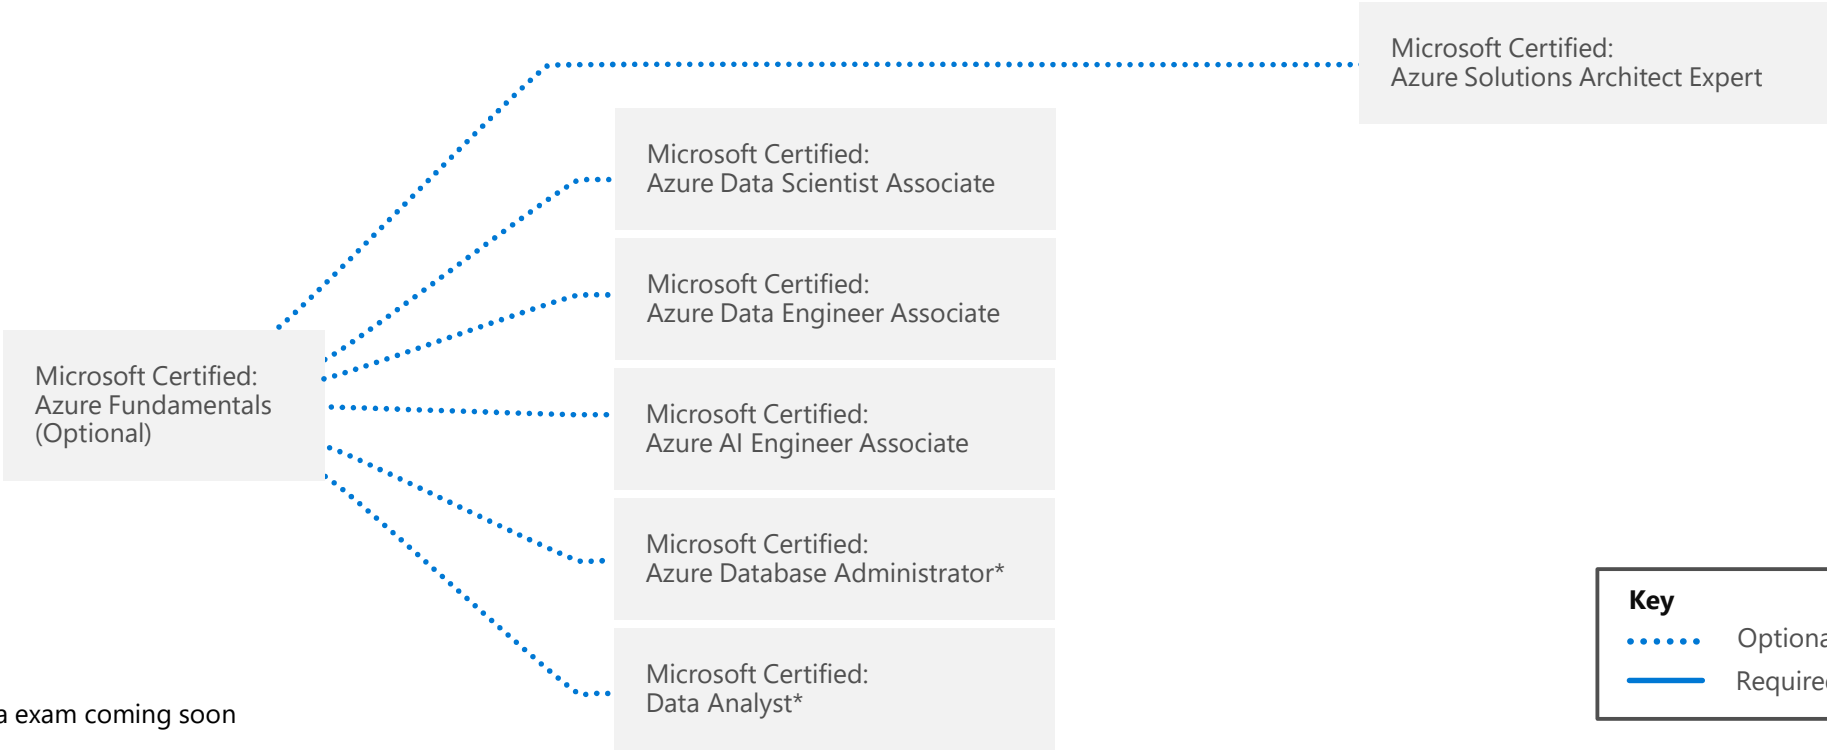 Microsoft Certified:
Azure Solutions Architect Expert
Microsoft Certified:
Azure Data Scientist Associate
Microsoft Certified:
Azure Data Engineer Associate
Microsoft Certified:
Azure Fundamentals
(Optional)
Microsoft Certified:
Azure AI Engineer Associate
Microsoft Certified:
Azure Database Administrator*
Microsoft Certified:
Data Analyst*
Key
exam coming soon